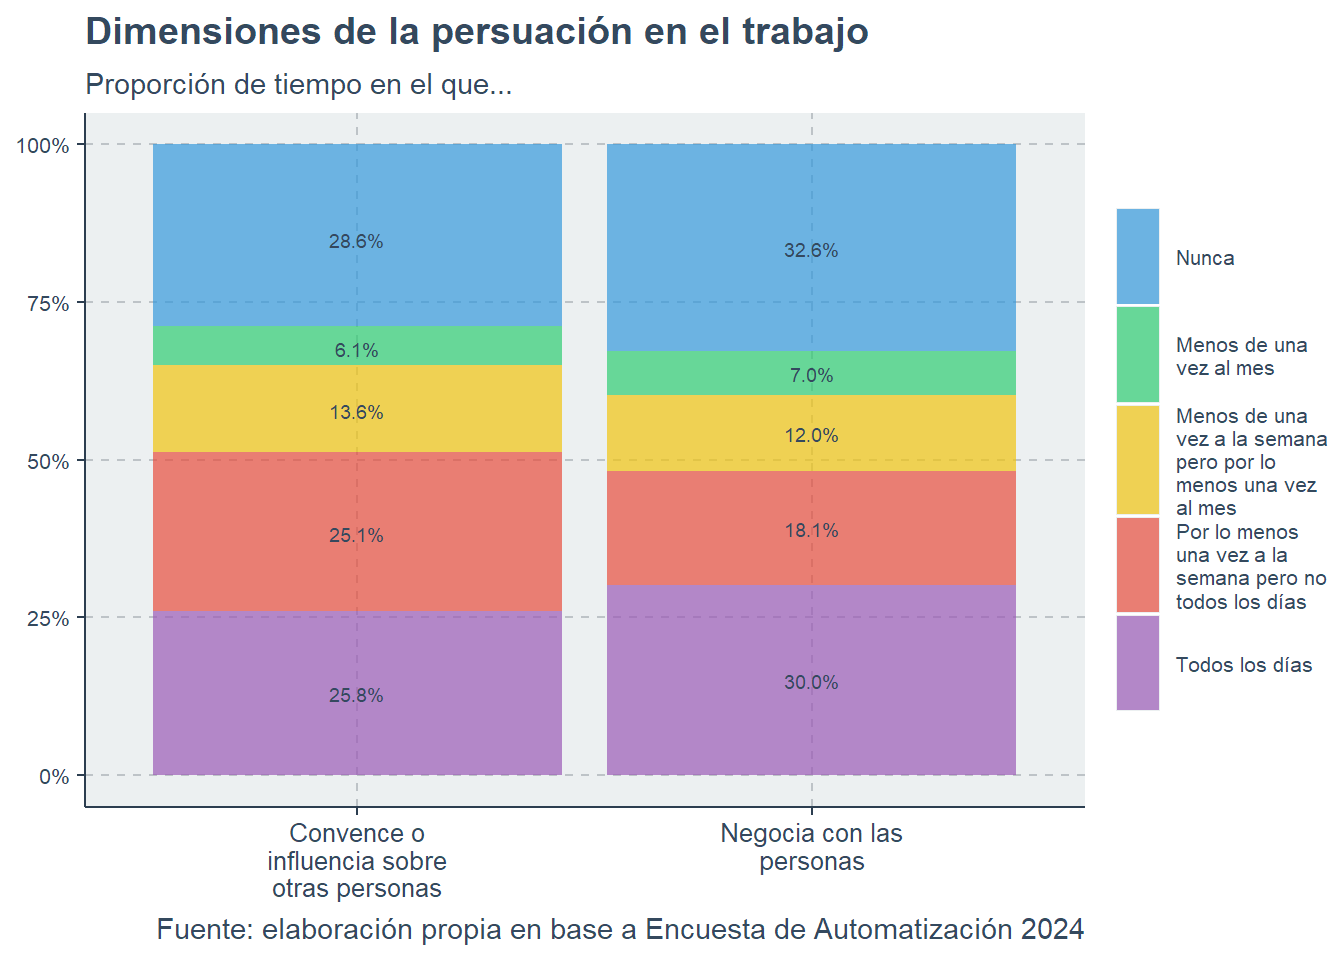 Dimensiones de la persuación en el trabajo
Proporción de tiempo en el que...
100%
75%
50%
25%
0%
28.6%
6.1%
13.6%
25.1%
25.8%
32.6%
7.0%
12.0%
18.1%
30.0%
Convence o
influencia sobre
otras personas
Negocia con las
personas
Nunca
Menos de una
vez al mes
Menos de una
vez a la semana
pero por lo
menos una vez
al mes
Por lo menos
una vez a la
semana pero no
todos los días
Todos los días
Fuente: elaboración propia en base a Encuesta de Automatización 2024